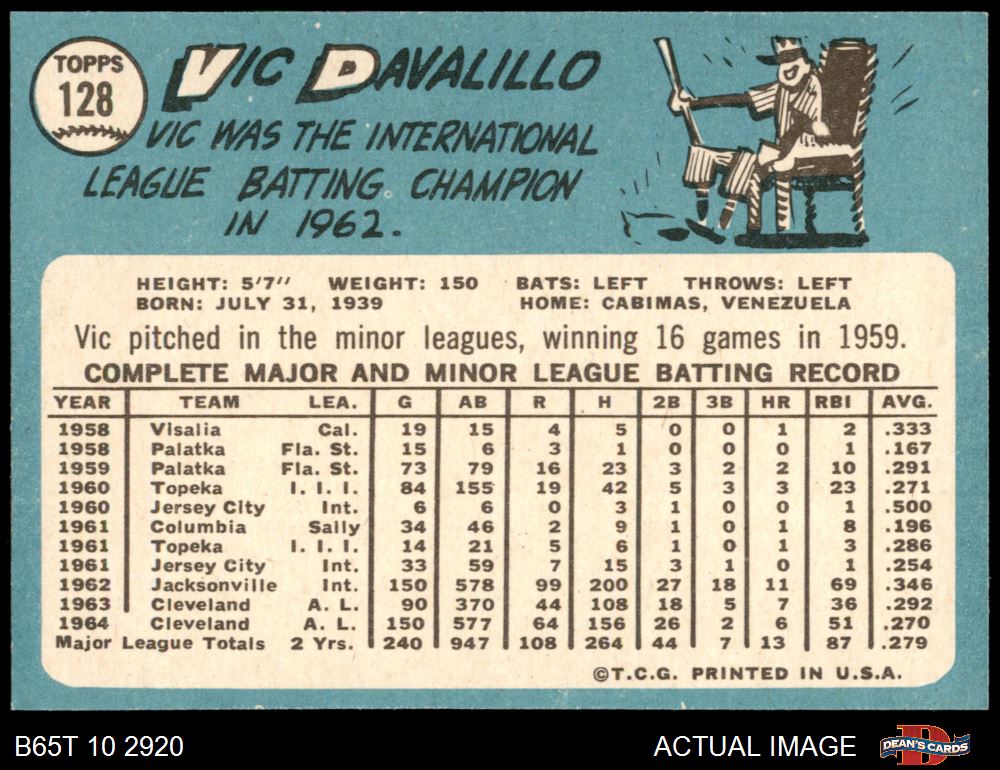 TOPPS
128
VIC DAVALILLO
VIC WAS THE INTERNATIONAL
LEAGUE BATTING CHAMPION
IN 1962.
HEIGHT: 5'7" WEIGHT: 150 BATS: LEFT THROWS: LEFT
BORN: JULY 31, 1939 HOME: CABIMAS, VENEZUELA
Vic pitched in the minor leagues, winning 16 games in 1959.
COMPLETE MAJOR AND MINOR LEAGUE BATTING RECORD
YEAR TEAM LEA. G AB R H 2B 3B HR RBI AVG.
1958 Visalia Cal. 19 15 4 5 0 0 1 2 .333
1958 Palatka Fla. St. 15 6 3 1 0 0 0 1 .167
1959 Palatka Fla. St. 73 79 16 23 3 2 2 10 .291
1960 Topeka I. I. I. 84 155 19 42 5 3 3 23 .271
1960 Jersey City Int. 6 6 0 3 1 0 0 1 .500
1961 Columbia Sally 34 46 2 9 1 0 1 8 .196
1961 Topeka I. I. I. 14 21 5 6 1 0 1 3 .286
1961 Jersey City Int. 33 59 7 15 3 1 0 1 .254
1962 Jacksonville Int. 150 578 99 200 27 18 11 69 .346
1963 Cleveland A. L. 90 370 44 108 18 5 7 36 .292
1964 Cleveland A. L. 150 577 64 156 26 2 6 51 .270
Major League Totals 2 Yrs. 240 947 108 264 44 7 13 87 .279
©T.C.G. PRINTED IN U.S.A.
B65T 10 2920 ACTUAL IMAGE DEAN'S CARDS